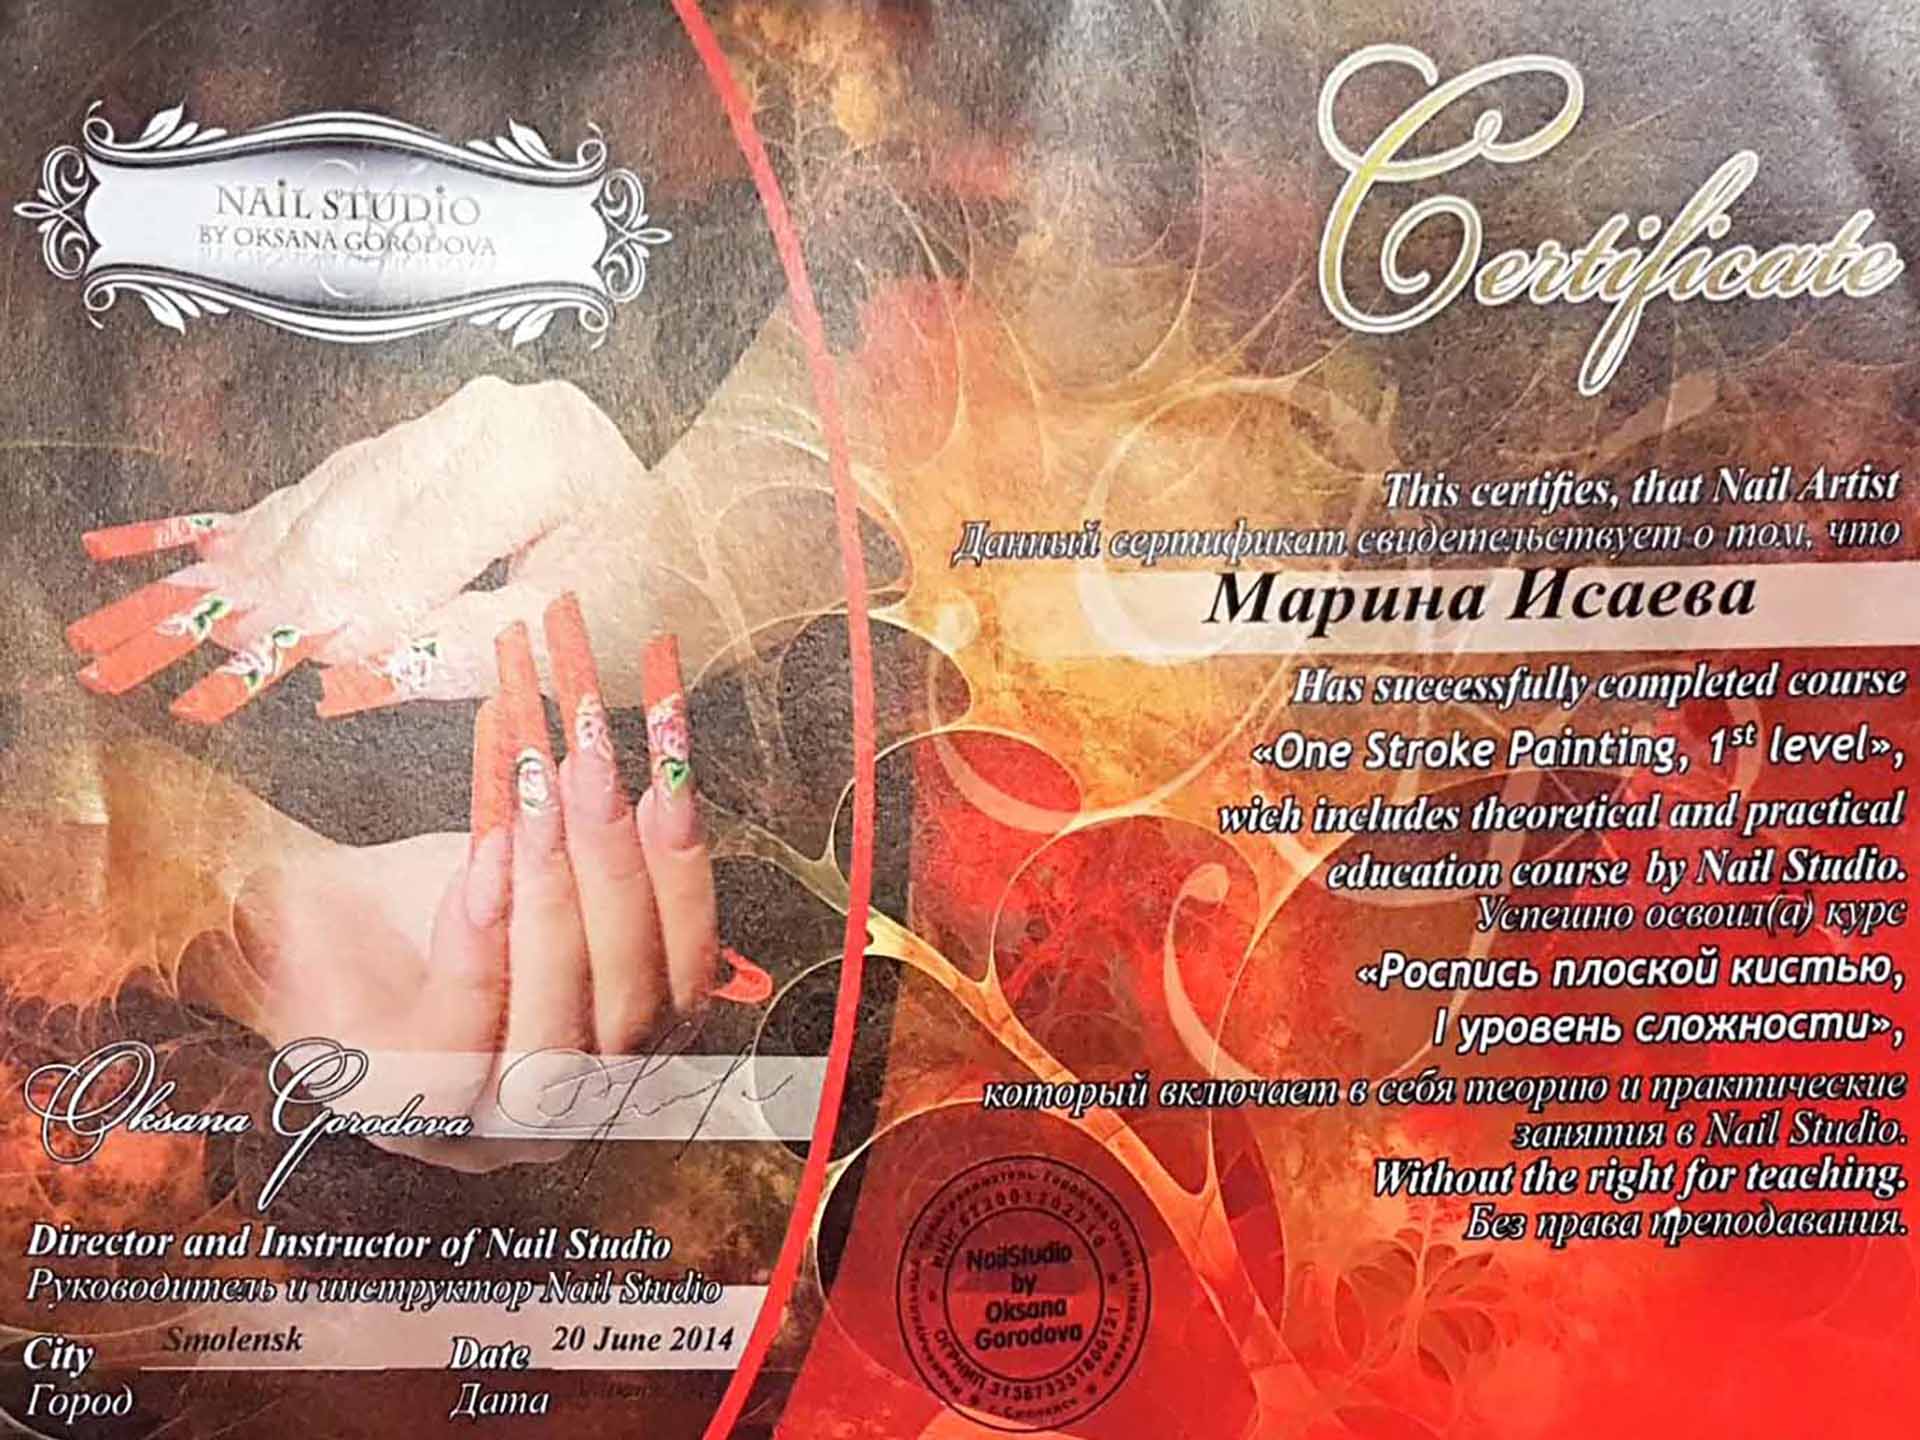 NAIL STUDIO
BY OKSANA GORODOVA
Certificate
This certifies, that Nail Artist
Данный сертификат свидетельствует о том, что
Марина Исаева
Has successfully completed course
«One Stroke Painting, 1st level»,
wich includes theoretical and practical
education course by Nail Studio.
Успешно освоил(а) курс
«Роспись плоской кистью,
I уровень сложности»,
который включает в себя теорию и практические
занятия в Nail Studio.
Without the right for teaching.
Без права преподавания.
Oksana Gorodova
Director and Instructor of Nail Studio
Руководитель и инструктор Nail Studio
City Smolensk Date 20 June 2014
Город Дата
NailStudio
by
Oksana
Gorodova